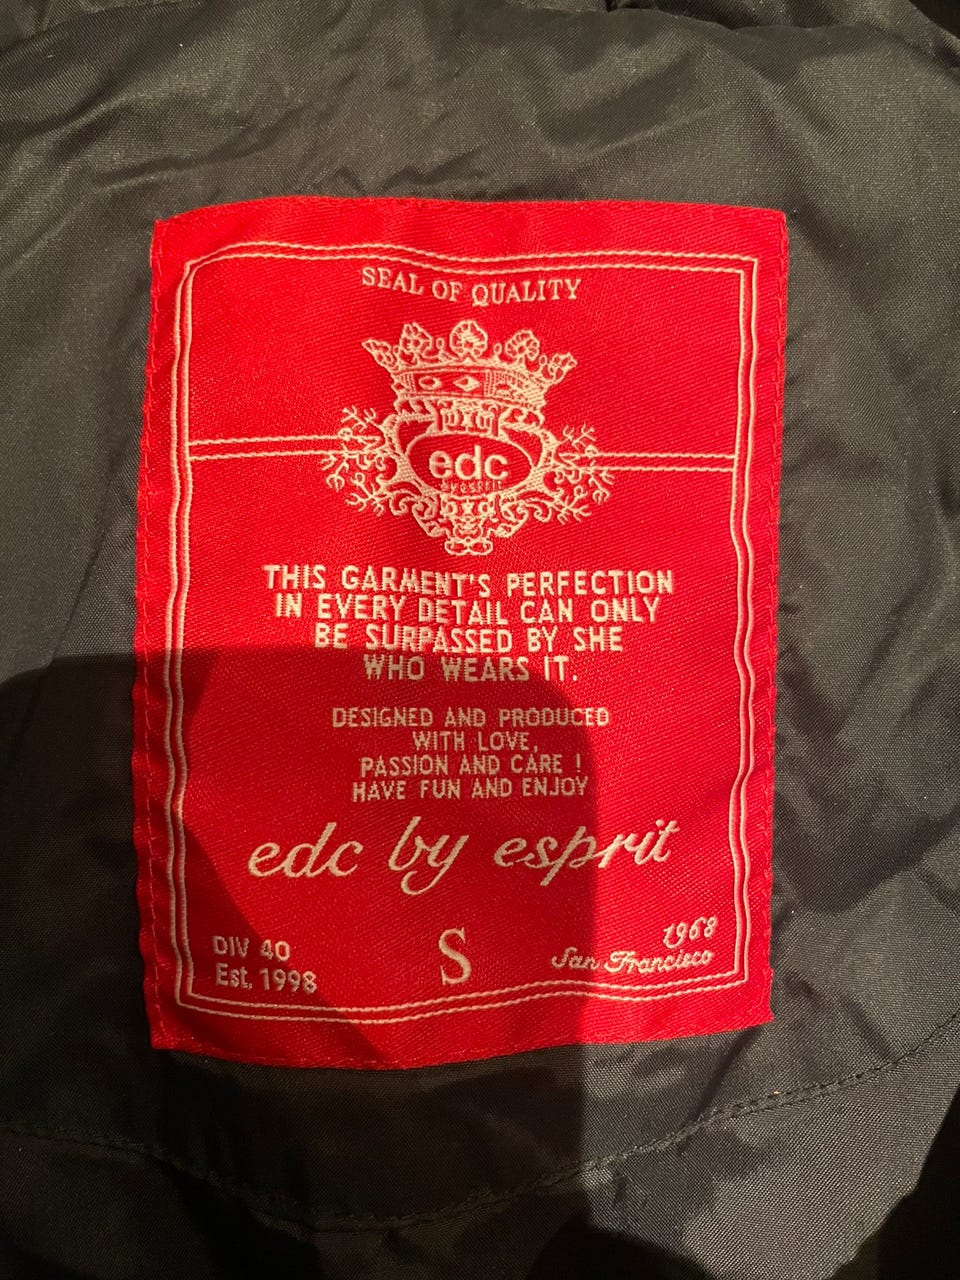 SEAL OF QUALITY
edc
BY ESPRIT
THIS GARMENT'S PERFECTION
IN EVERY DETAIL CAN ONLY
BE SURPASSED BY SHE
WHO WEARS IT.
DESIGNED AND PRODUCED
WITH LOVE,
PASSION AND CARE !
HAVE FUN AND ENJOY
edc by esprit
DIV 40
Est. 1998
S
1968
San Francisco